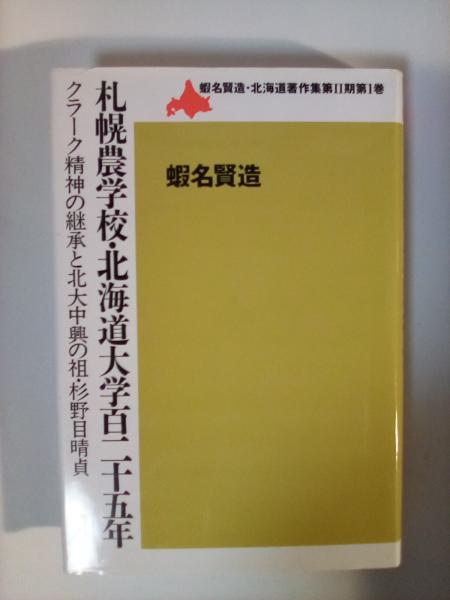 蝦名賢造・北海道著作集第II期第1巻
蝦名賢造
札幌農学校・北海道大学百二十五年
クラーク精神の継承と北大中興の祖・杉野目晴貞